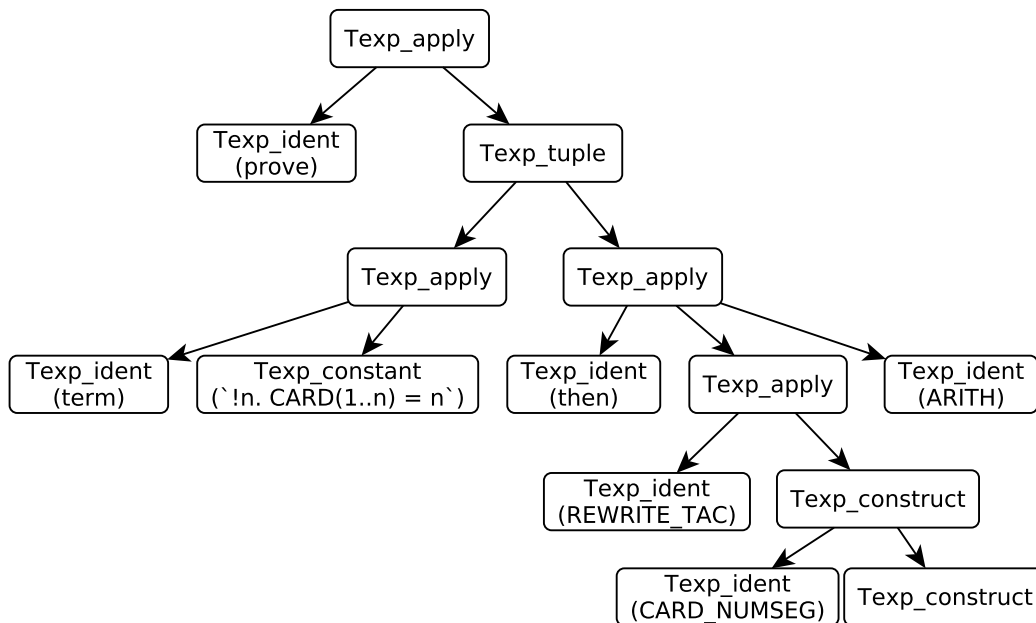 Texp_apply
Texp_ident
(prove)
Texp_tuple
Texp_apply
Texp_apply
Texp_ident
(term)
Texp_constant
(`!n. CARD(1..n) = n`)
Texp_ident
(then)
Texp_apply
Texp_ident
(ARITH)
Texp_ident
(REWRITE_TAC)
Texp_construct
Texp_ident
(CARD_NUMSEG)
Texp_construct